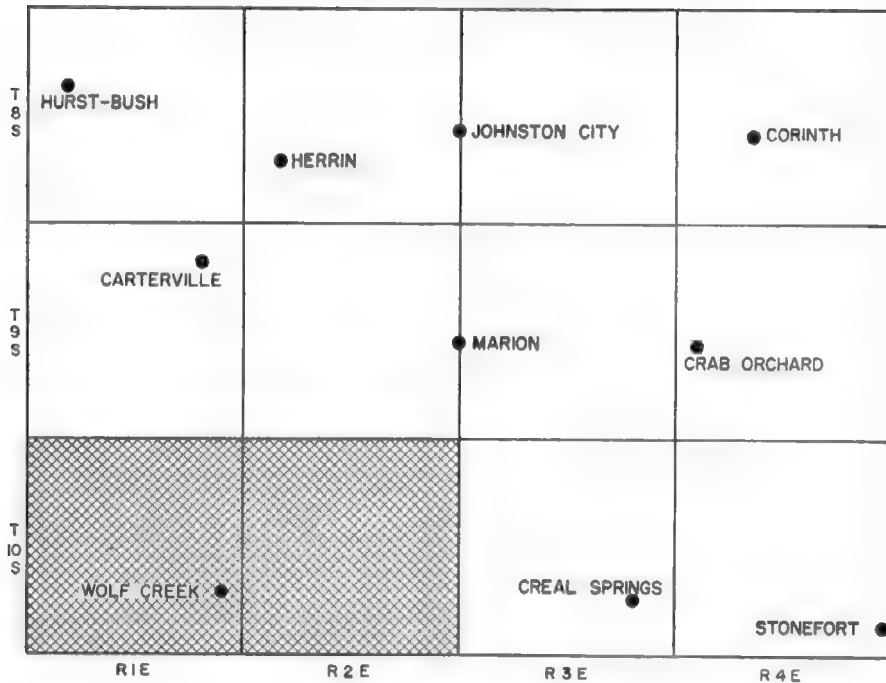 T
8
S
HURST-BUSH
HERRIN
JOHNSTON CITY
CORINTH
T
9
S
CARTERVILLE
MARION
CRAB ORCHARD
T
10
S
WOLF CREEK
CREAL SPRINGS
STONEFORT
R1E
R2E
R3E
R4E